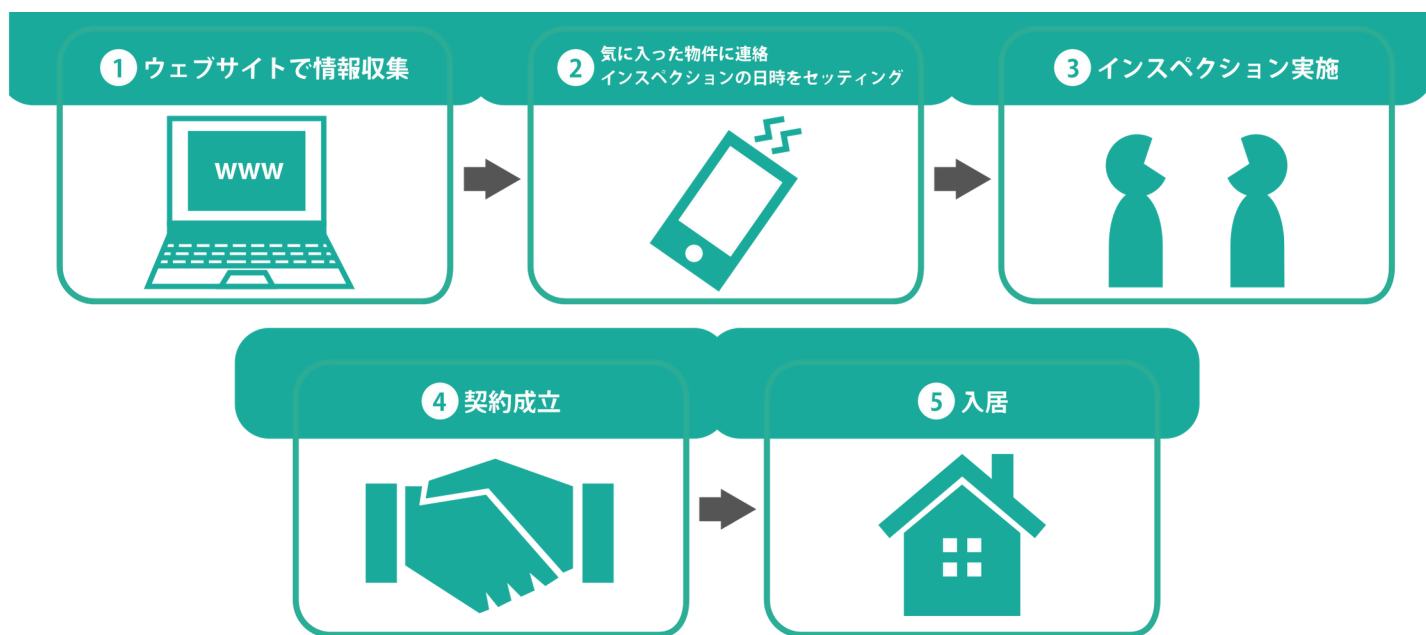 1 ウェブサイトで情報収集
2 気に入った物件に連絡
インスペクションの日時をセッティング
3 インスペクション実施
www
4 契約成立
5 入居